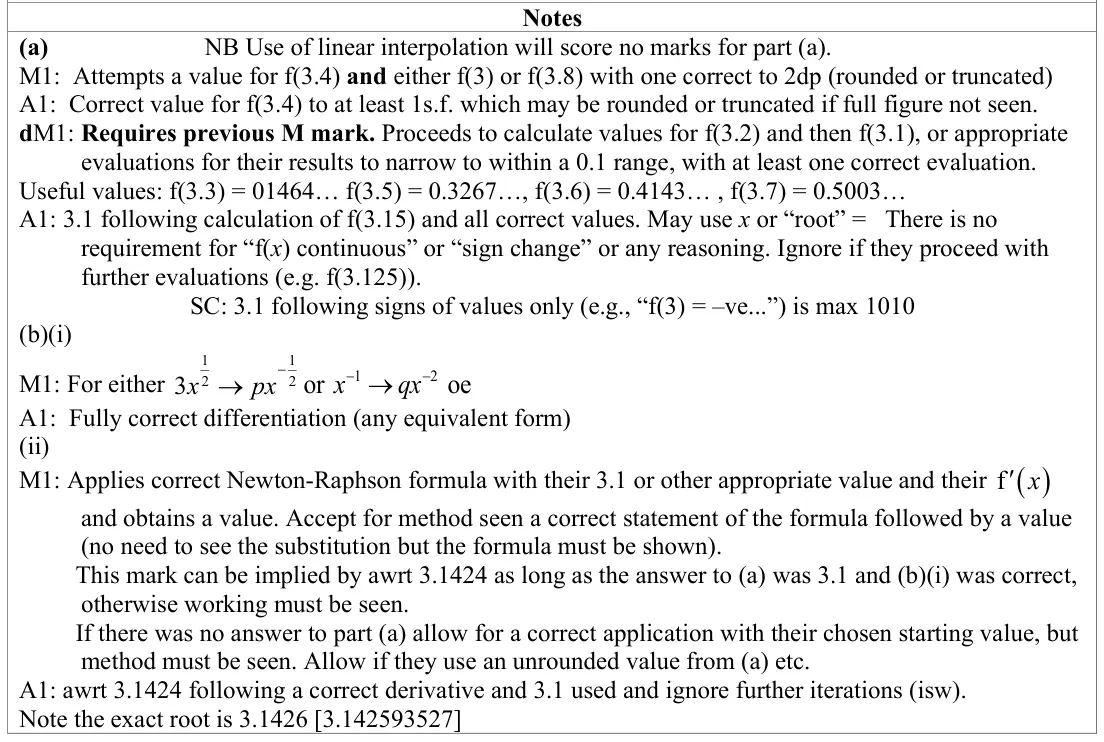 Notes
(a) NB Use of linear interpolation will score no marks for part (a).
M1: Attempts a value for f(3.4) and either f(3) or f(3.8) with one correct to 2dp (rounded or truncated)
A1: Correct value for f(3.4) to at least 1s.f. which may be rounded or truncated if full figure not seen.
dM1: Requires previous M mark. Proceeds to calculate values for f(3.2) and then f(3.1), or appropriate
evaluations for their results to narrow to within a 0.1 range, with at least one correct evaluation.
Useful values: f(3.3) = 01464… f(3.5) = 0.3267…, f(3.6) = 0.4143… , f(3.7) = 0.5003…
A1: 3.1 following calculation of f(3.15) and all correct values. May use x or “root” = There is no
requirement for “f(x) continuous” or “sign change” or any reasoning. Ignore if they proceed with
further evaluations (e.g. f(3.125)).
SC: 3.1 following signs of values only (e.g., “f(3) = –ve...”) is max 1010
(b)(i)
M1: For either $3x^{\frac{1}{2}} \to px^{-\frac{1}{2}}$ or $x^{-1} \to qx^{-2}$ oe
A1: Fully correct differentiation (any equivalent form)
(ii)
M1: Applies correct Newton-Raphson formula with their 3.1 or other appropriate value and their f′(x)
and obtains a value. Accept for method seen a correct statement of the formula followed by a value
(no need to see the substitution but the formula must be shown).
This mark can be implied by awrt 3.1424 as long as the answer to (a) was 3.1 and (b)(i) was correct,
otherwise working must be seen.
If there was no answer to part (a) allow for a correct application with their chosen starting value, but
method must be seen. Allow if they use an unrounded value from (a) etc.
A1: awrt 3.1424 following a correct derivative and 3.1 used and ignore further iterations (isw).
Note the exact root is 3.1426 [3.142593527]